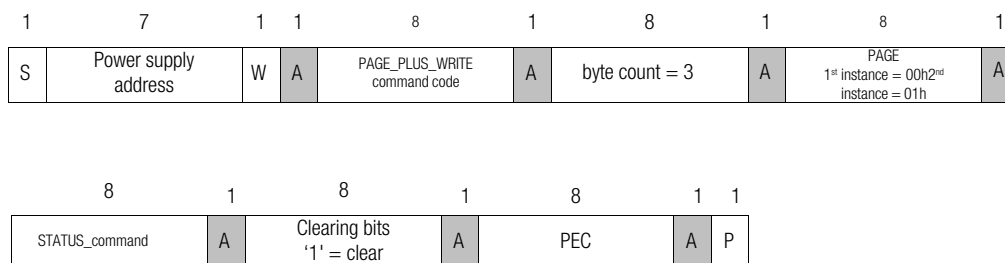 1 7 1 1 8 1 8 1 8 1
S Power supply address W A PAGE_PLUS_WRITE command code A byte count = 3 A PAGE 1st instance = 00h2nd instance = 01h A
8 1 8 1 8 1 1
STATUS_command A Clearing bits '1' = clear A PEC A P